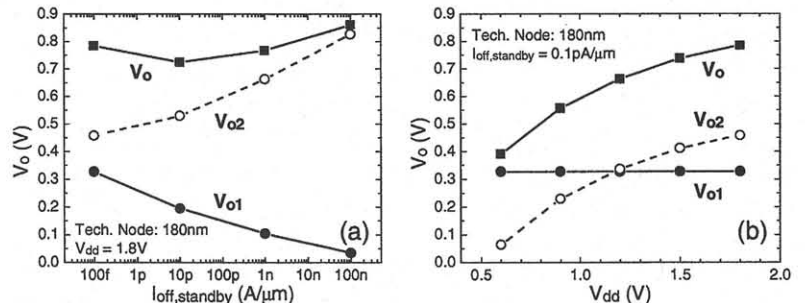 0.9
0.8
0.7
0.6
0.5
0.4
0.3
0.2
0.1
0.0
Vo (V)
Vo
Vo2
Vo1
Tech. Node: 180nm
Vdd = 1.8V
(a)
100f 1p 10p 100p 1n 10n 100n
Ioff,standby (A/μm)
0.9
0.8
0.7
0.6
0.5
0.4
0.3
0.2
0.1
0.0
Vo (V)
Tech. Node: 180nm
Ioff,standby = 0.1pA/μm
Vo
Vo2
Vo1
(b)
0.4 0.8 1.2 1.6 2.0
Vdd (V)